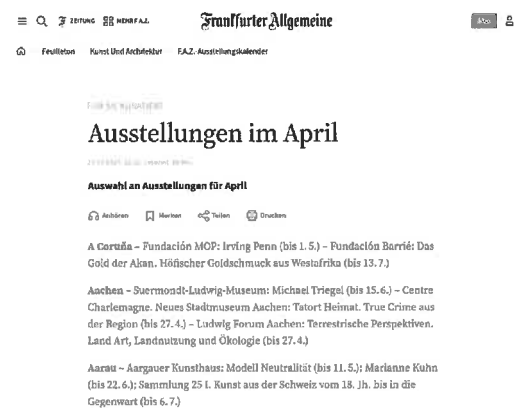 ZEITUNG MEHR F.A.Z. Frankfurter Allgemeine Abo
Feuilleton Kunst Und Architektur F.A.Z.-Ausstellungskalender
Ausstellungen im April
Auswahl an Ausstellungen für April
Anhören Merken Teilen Drucken
A Coruña – Fundación MOP: Irving Penn (bis 1. 5.) – Fundación Barrié: Das
Gold der Akan. Höfischer Goldschmuck aus Westafrika (bis 13.7.)
Aachen – Suermondt-Ludwig-Museum: Michael Triegel (bis 15.6.) – Centre
Charlemagne. Neues Stadtmuseum Aachen: Tatort Heimat. True Crime aus
der Region (bis 27.4.) – Ludwig Forum Aachen: Terrestrische Perspektiven.
Land Art, Landnutzung und Ökologie (bis 27.4.)
Aarau – Aargauer Kunsthaus: Modell Neutralität (bis 11.5.); Marianne Kuhn
(bis 22.6.); Sammlung 25 I. Kunst aus der Schweiz vom 18. Jh. bis in die
Gegenwart (bis 6.7.)